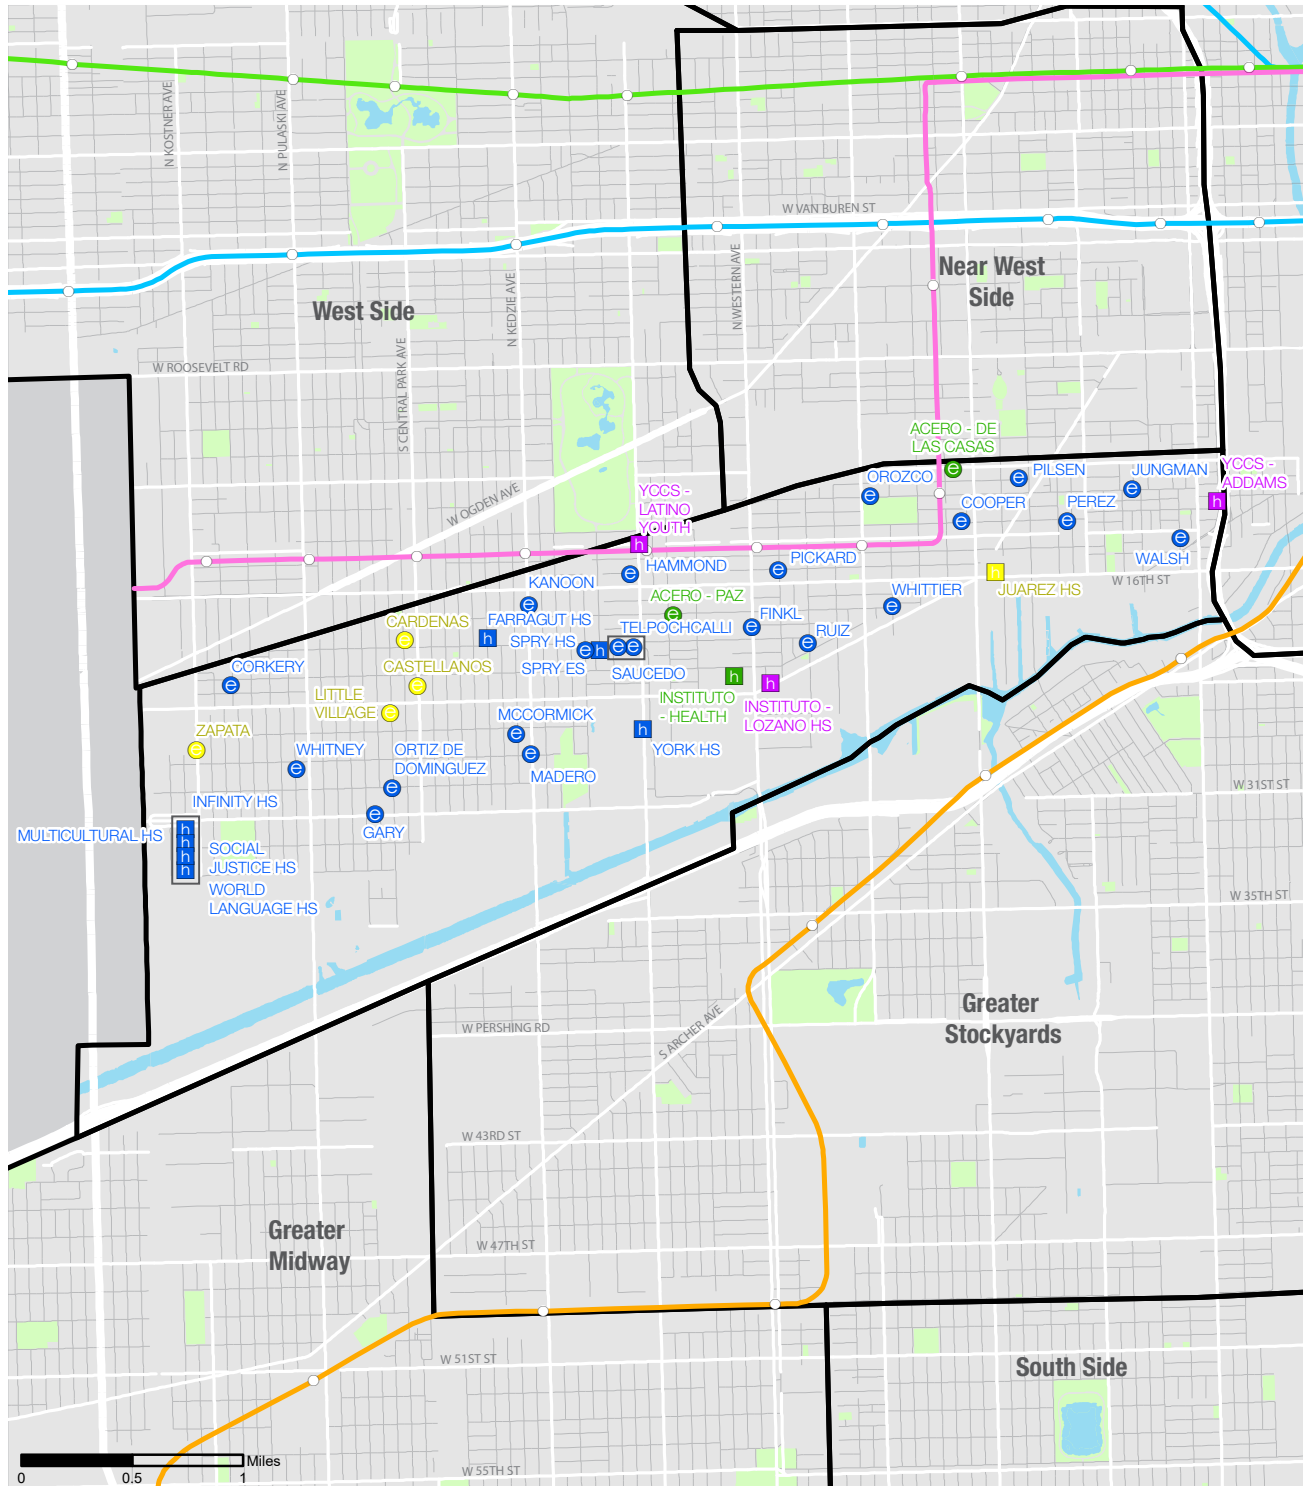 N KOSTNER AVE
N PULASKI AVE
W VAN BUREN ST
N WESTERN AVE
Near West
Side
West Side
N KEDZIE AVE
S CENTRAL PARK AVE
W ROOSEVELT RD
W OGDEN AVE
ACERO - DE
LAS CASAS
e
OROZCO
e
PILSEN
e
JUNGMAN
e
YCCS -
ADDAMS
h
COOPER
e
PEREZ
e
WALSH
e
YCCS -
LATINO
YOUTH
h
HAMMOND
e
PICKARD
e
JUAREZ HS
h
W 16TH ST
KANOON
e
ACERO - PAZ
e
WHITTIER
e
CARDENAS
e
FARRAGUT HS
h
SPRY HS
h
SPRY ES
e
TELPOCHCALLI
e
e
SAUCEDO
FINKL
e
RUIZ
e
CORKERY
e
CASTELLANOS
e
LITTLE
VILLAGE
e
INSTITUTO
- HEALTH
h
INSTITUTO -
LOZANO HS
h
ZAPATA
e
WHITNEY
e
ORTIZ DE
DOMINGUEZ
e
MCCORMICK
e
MADERO
e
YORK HS
h
GARY
e
INFINITY HS
MULTICULTURAL HS
h
h
h
h
SOCIAL
JUSTICE HS
WORLD
LANGUAGE HS
W 31ST ST
W 35TH ST
Greater
Stockyards
W PERSHING RD
S ARCHER AVE
W 43RD ST
Greater
Midway
W 47TH ST
W 51ST ST
South Side
W 55TH ST
Miles
0
0.5
1